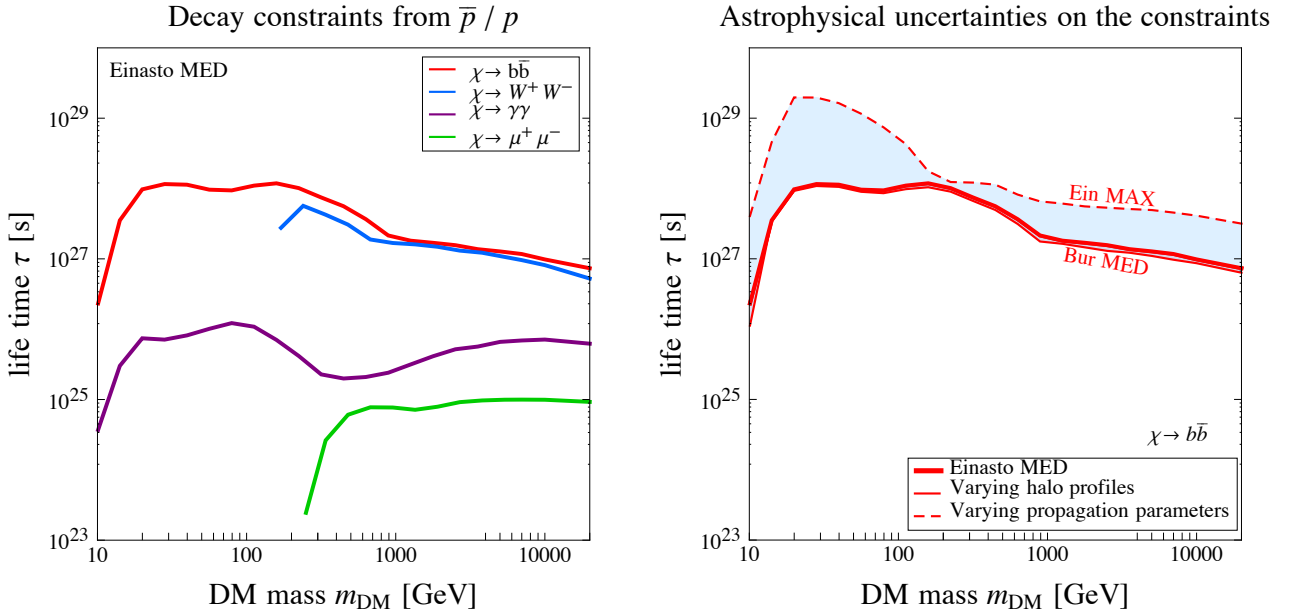 Decay constraints from p̅ / p
Einasto MED
χ → bb̅
χ → W⁺ W⁻
χ → γγ
χ → μ⁺ μ⁻
life time τ [s]
10²⁹
10²⁷
10²⁵
10²³
10 100 1000 10000
DM mass m_DM [GeV]
Astrophysical uncertainties on the constraints
Ein MAX
Bur MED
χ → bb̅
Einasto MED
Varying halo profiles
Varying propagation parameters
life time τ [s]
10²⁹
10²⁷
10²⁵
10²³
10 100 1000 10000
DM mass m_DM [GeV]